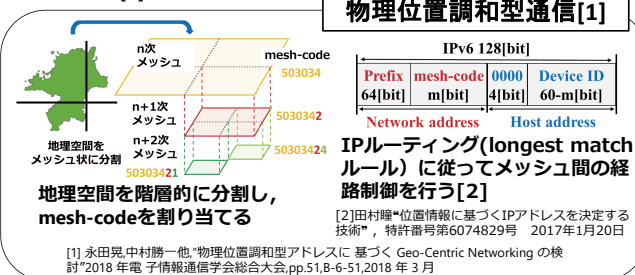 物理位置調和型通信[1]
n次
メッシュ
mesh-code
503034
n+1次
メッシュ
5030342
n+2次
メッシュ
50303424
50303421
地理空間を
メッシュ状に分割
地理空間を階層的に分割し,
mesh-codeを割り当てる
IPv6 128[bit]
Prefix mesh-code 0000 Device ID
64[bit] m[bit] 4[bit] 60-m[bit]
Network address Host address
IPルーティング(longest match
ルール）に従ってメッシュ間の経
路制御を行う[2]
[2]田村瞳“位置情報に基づくIPアドレスを決定する
技術”，特許番号第6074829号　2017年1月20日
[1] 永田晃,中村勝一他,“物理位置調和型アドレスに 基づく Geo-Centric Networking の検
討”2018 年電 子情報通信学会総合大会,pp.51,B-6-51,2018 年 3 月